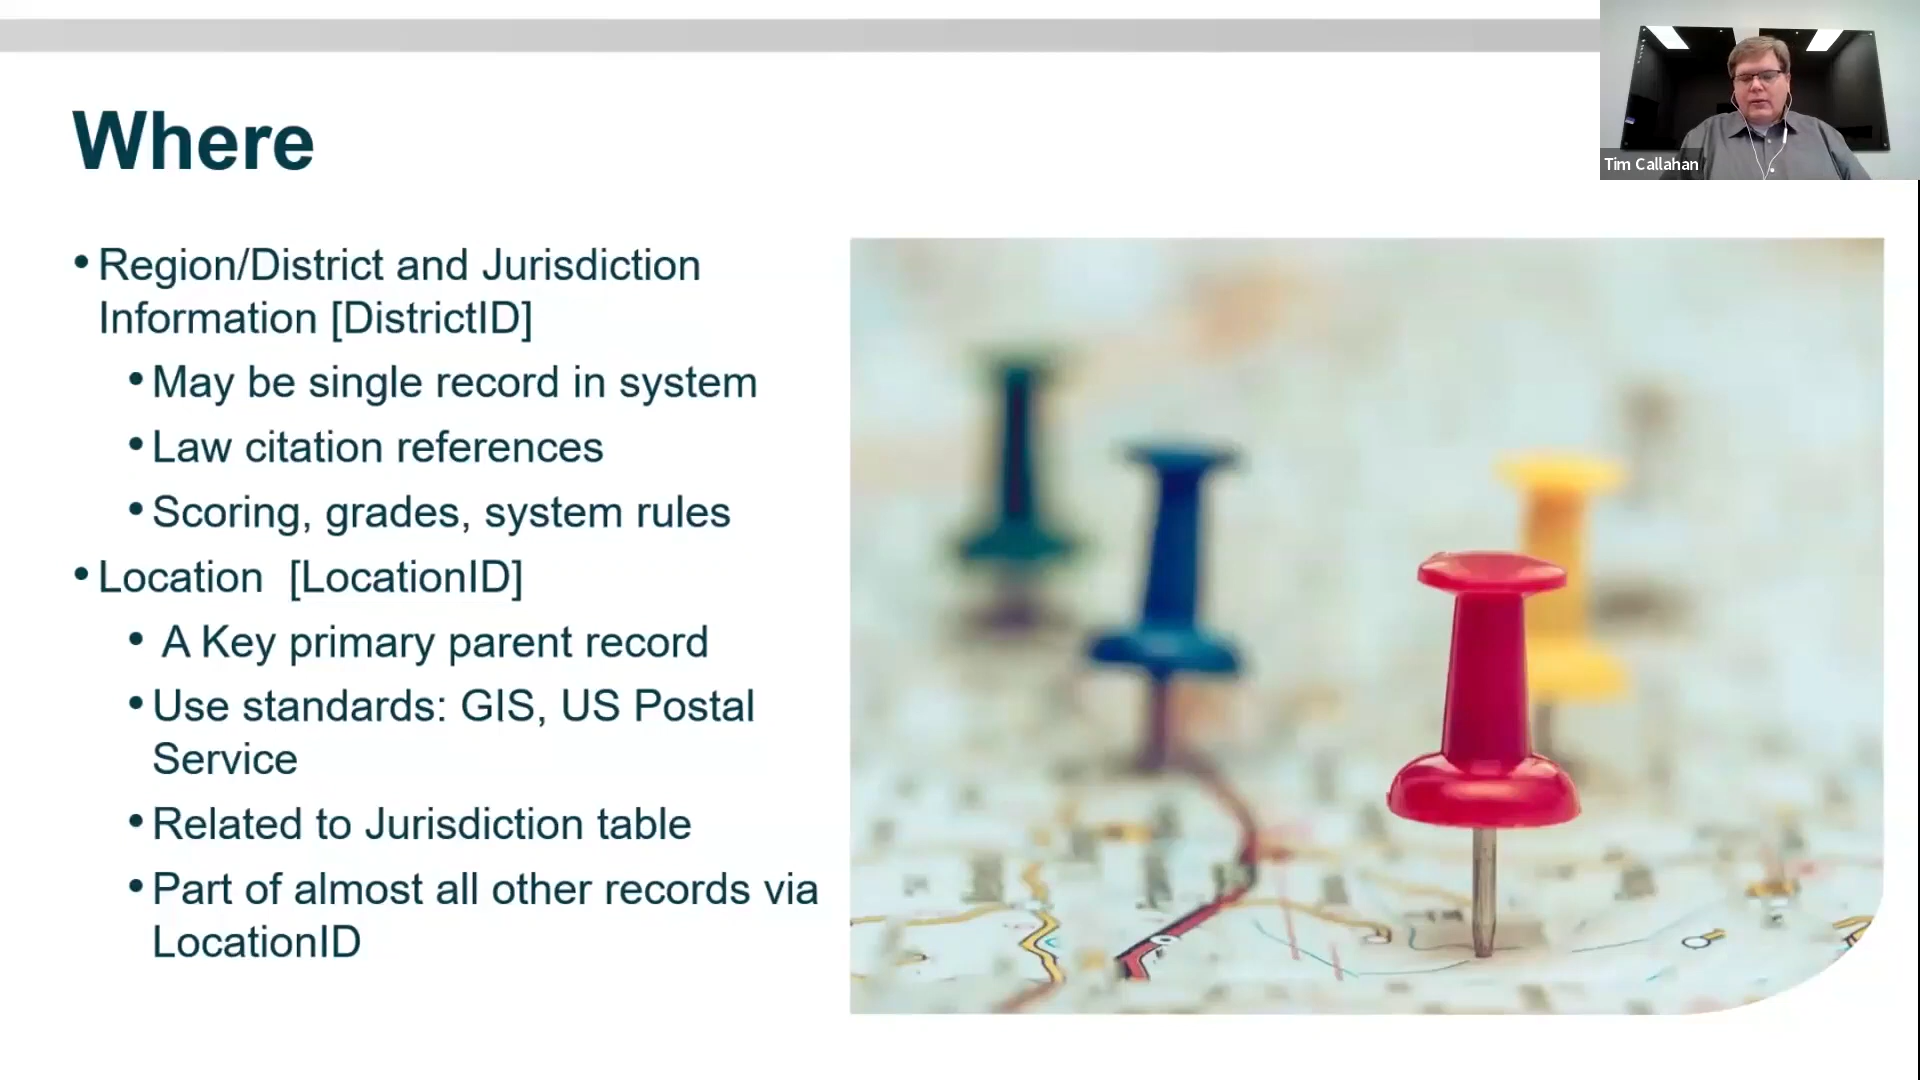 Where
Tim Callahan
• Region/District and Jurisdiction
Information [DistrictID]
• May be single record in system
• Law citation references
• Scoring, grades, system rules
• Location [LocationID]
• A Key primary parent record
• Use standards: GIS, US Postal
Service
• Related to Jurisdiction table
• Part of almost all other records via
LocationID